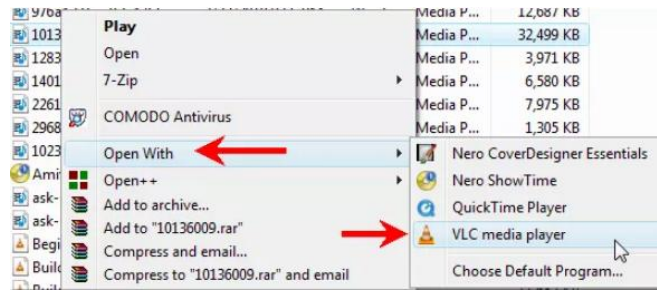 976a
Media P... 12,687 KB
1013 Play Media P... 32,499 KB
1283 Open Media P... 3,971 KB
1401 7-Zip Media P... 6,580 KB
2261 Media P... 7,975 KB
2968 COMODO Antivirus Media P... 1,305 KB
1023 Open With Nero CoverDesigner Essentials
Ami Open++ Nero ShowTime
ask- Add to archive... QuickTime Player
ask- Add to "10136009.rar" VLC media player
Begi Compress and email...
Build Compress to "10136009.rar" and email Choose Default Program...